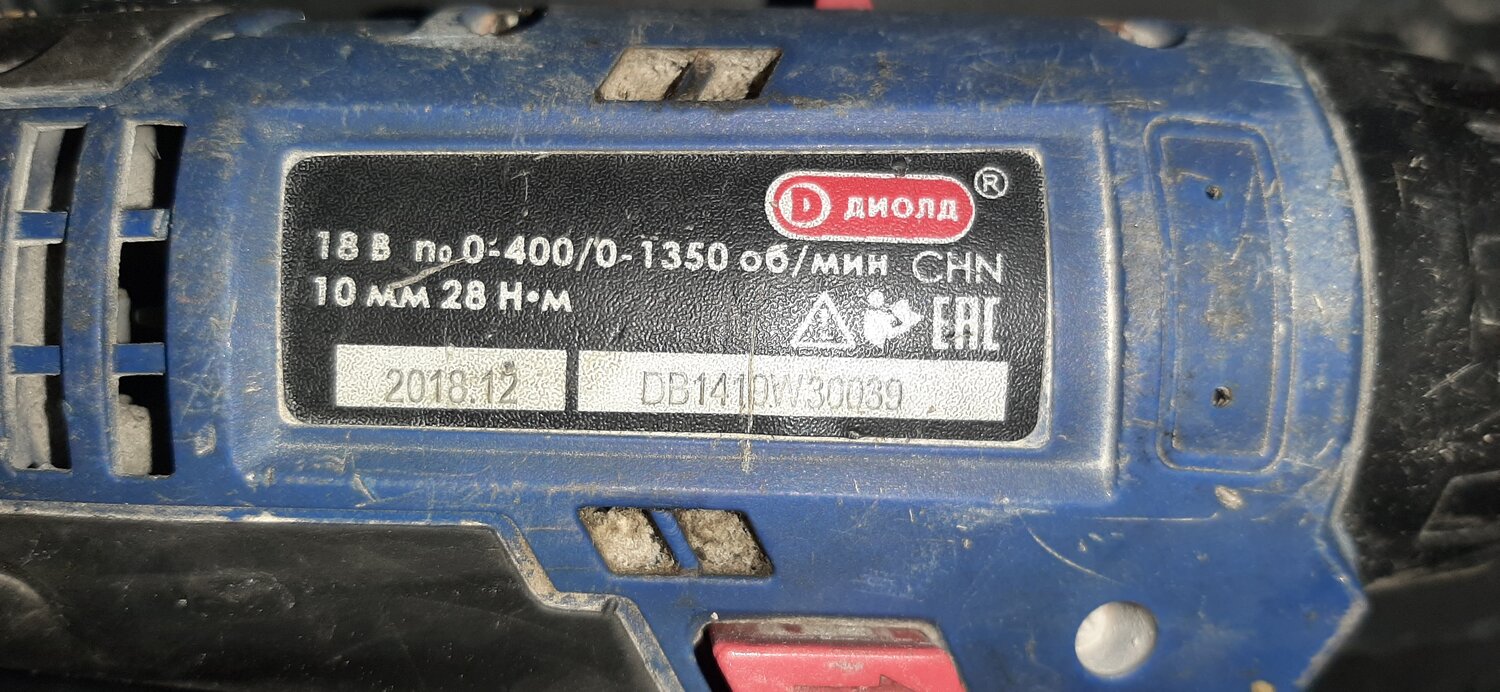 D ДИОЛД ®
18 В n₀ 0-400/0-1350 об/мин CHN
10 мм 28 Н•м
EAC
2018.12 DB1410W30039